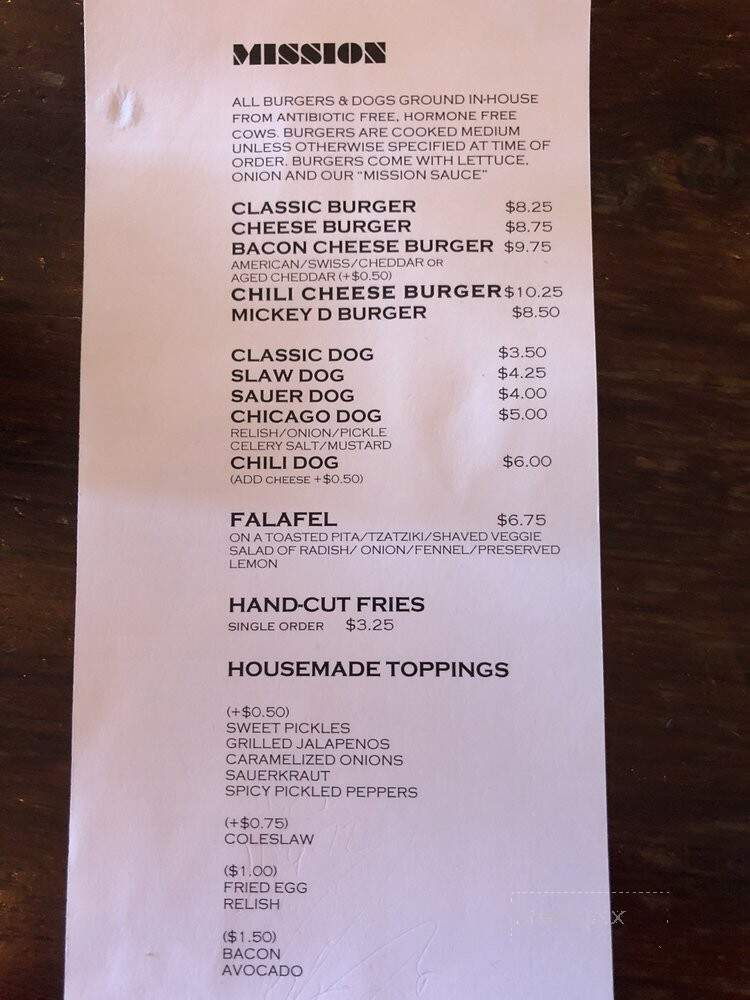 MISSION
ALL BURGERS & DOGS GROUND IN-HOUSE
FROM ANTIBIOTIC FREE, HORMONE FREE
COWS. BURGERS ARE COOKED MEDIUM
UNLESS OTHERWISE SPECIFIED AT TIME OF
ORDER. BURGERS COME WITH LETTUCE,
ONION AND OUR "MISSION SAUCE"
CLASSIC BURGER $8.25
CHEESE BURGER $8.75
BACON CHEESE BURGER $9.75
AMERICAN/SWISS/CHEDDAR OR
AGED CHEDDAR (+$0.50)
CHILI CHEESE BURGER $10.25
MICKEY D BURGER $8.50
CLASSIC DOG $3.50
SLAW DOG $4.25
SAUER DOG $4.00
CHICAGO DOG $5.00
RELISH/ONION/PICKLE
CELERY SALT/MUSTARD
CHILI DOG $6.00
(ADD CHEESE +$0.50)
FALAFEL $6.75
ON A TOASTED PITA/TZATZIKI/SHAVED VEGGIE
SALAD OF RADISH/ ONION/FENNEL/PRESERVED
LEMON
HAND-CUT FRIES
SINGLE ORDER $3.25
HOUSEMADE TOPPINGS
(+$0.50)
SWEET PICKLES
GRILLED JALAPENOS
CARAMELIZED ONIONS
SAUERKRAUT
SPICY PICKLED PEPPERS
(+$0.75)
COLESLAW
($1.00)
FRIED EGG
RELISH
($1.50)
BACON
AVOCADO